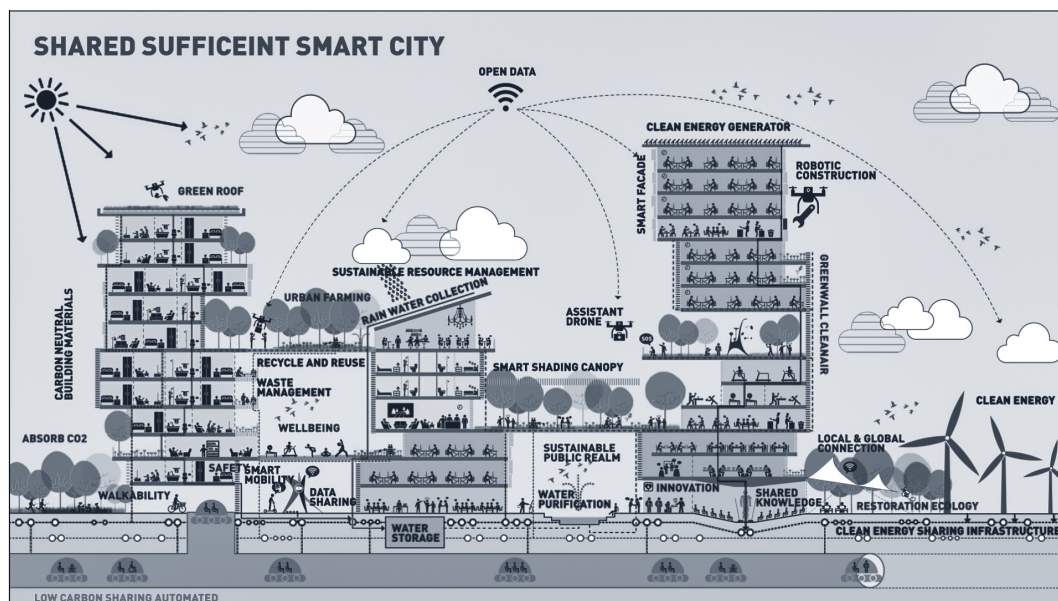 SHARED SUFFICEINT SMART CITY
OPEN DATA
CLEAN ENERGY GENERATOR
GREEN ROOF
SMART FACADE
ROBOTIC
CONSTRUCTION
SUSTAINABLE RESOURCE MANAGEMENT
URBAN FARMING
RAIN WATER COLLECTION
CARBON NEUTRAL
BUILDING MATERIALS
ASSISTANT
DRONE
SOS
GREENWALL CLEANAIR
RECYCLE AND REUSE
WASTE
MANAGEMENT
SMART SHADING CANOPY
CLEAN ENERGY
WELLBEING
ABSORB CO2
SUSTAINABLE
PUBLIC REALM
LOCAL & GLOBAL
CONNECTION
SAFETY
SMART
MOBILITY
WALKABILITY
DATA
SHARING
WATER
PURIFICATION
INNOVATION
SHARED
KNOWLEDGE
RESTORATION ECOLOGY
WATER
STORAGE
CLEAN ENERGY SHARING INFRASTRUCTURE
LOW CARBON SHARING AUTOMATED